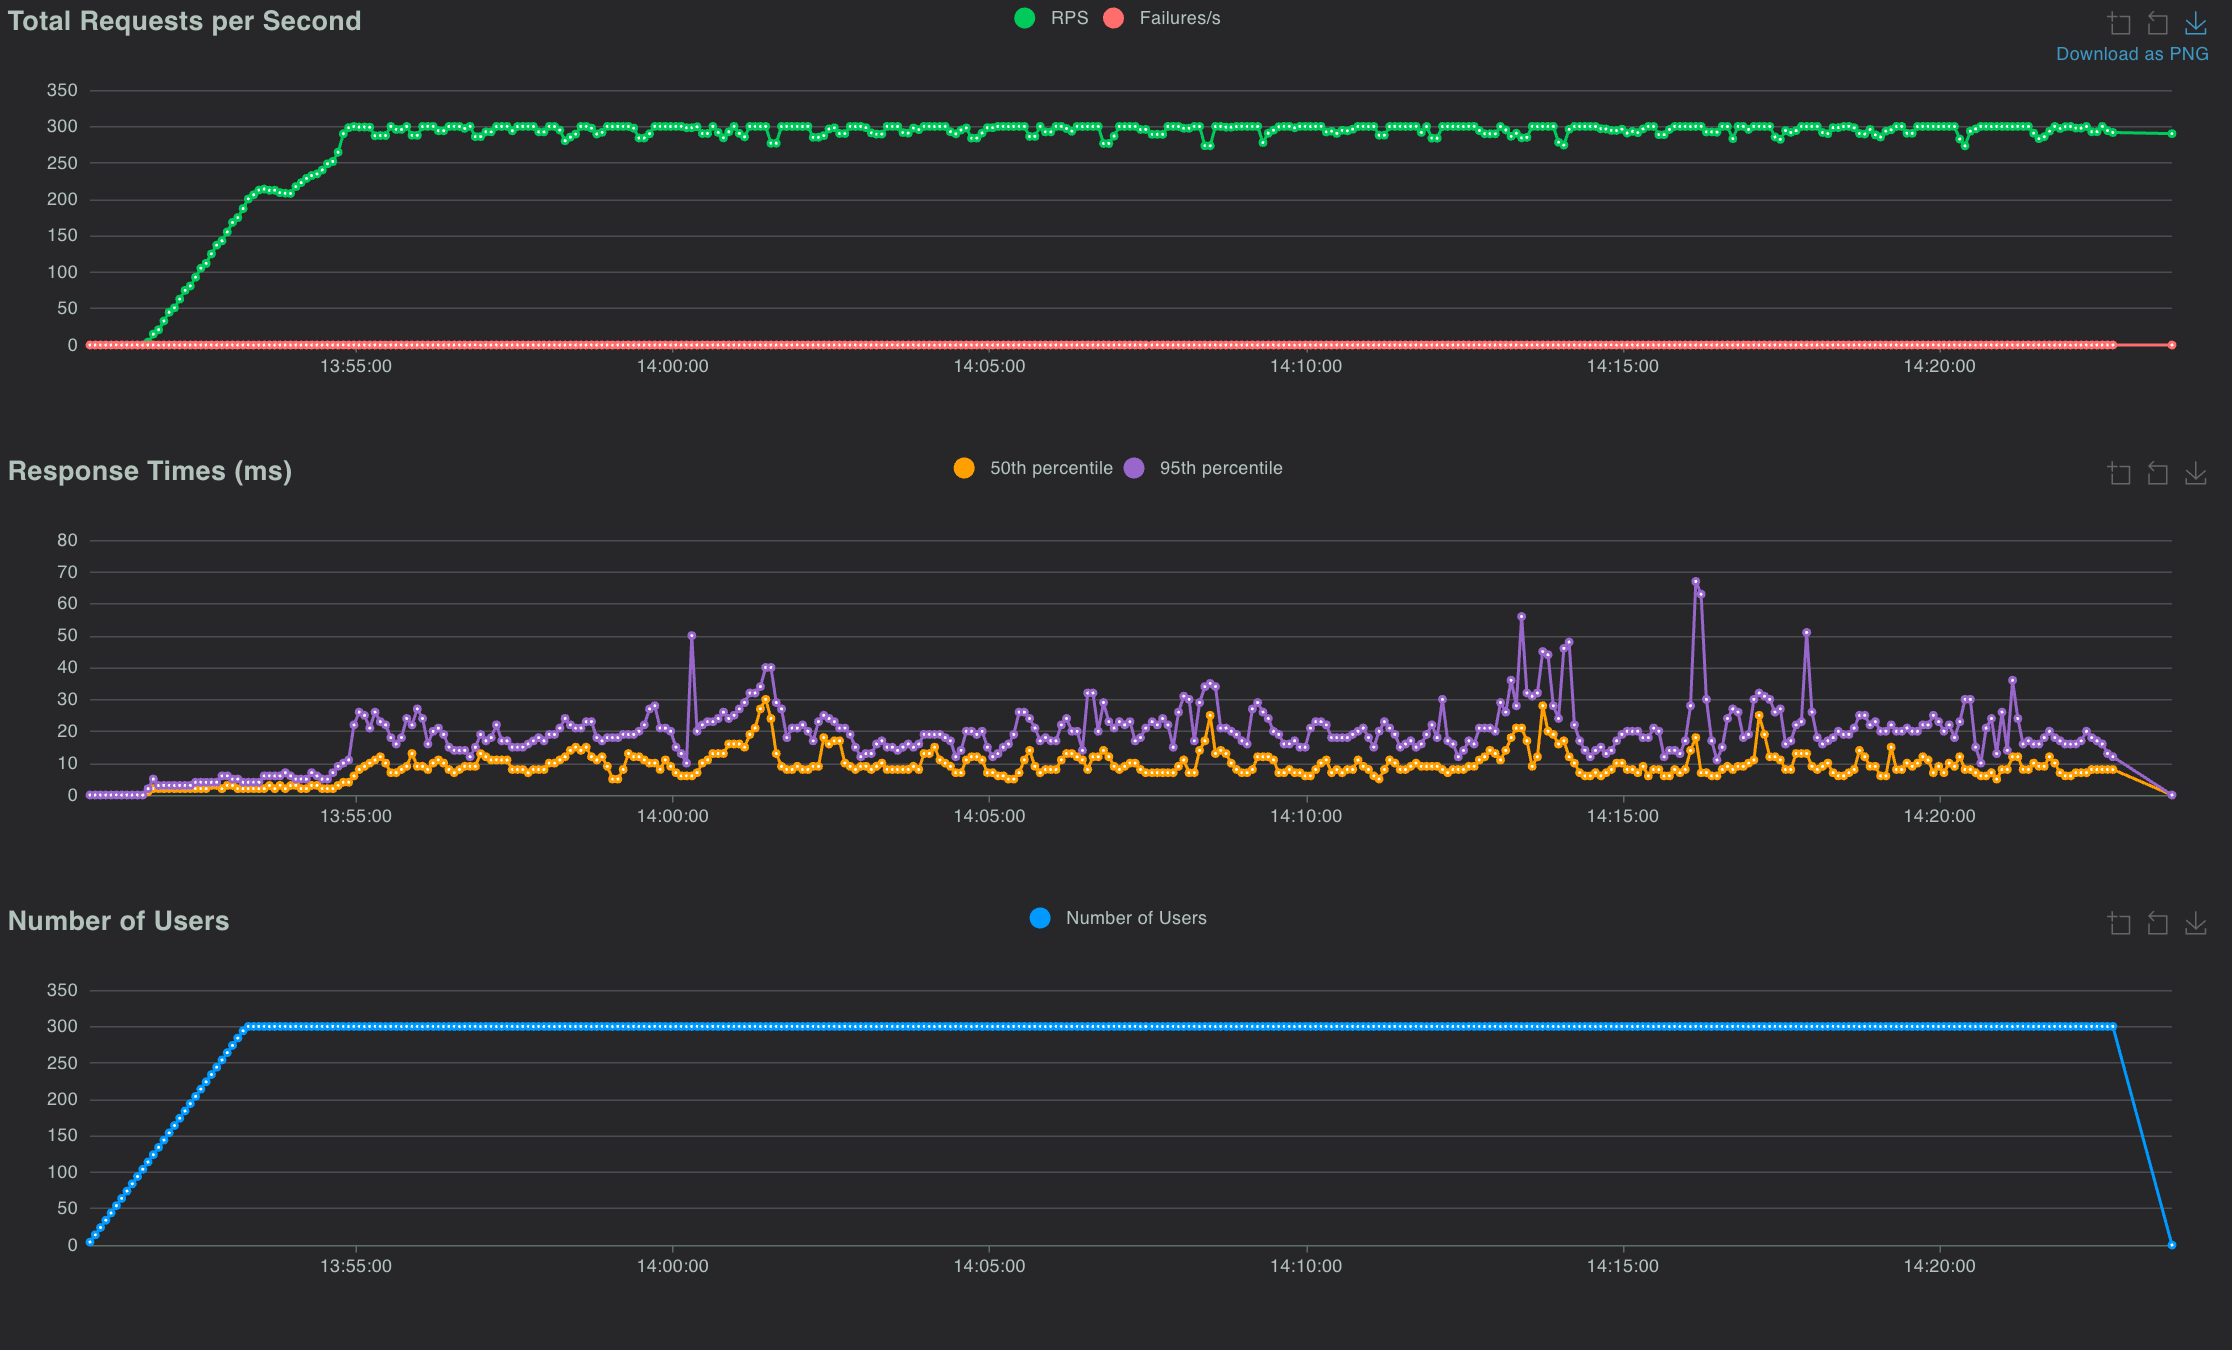 Total Requests per Second
RPS Failures/s
Download as PNG
350
300
250
200
150
100
50
0
13:55:00 14:00:00 14:05:00 14:10:00 14:15:00 14:20:00
Response Times (ms)
50th percentile 95th percentile
80
70
60
50
40
30
20
10
0
13:55:00 14:00:00 14:05:00 14:10:00 14:15:00 14:20:00
Number of Users
Number of Users
350
300
250
200
150
100
50
0
13:55:00 14:00:00 14:05:00 14:10:00 14:15:00 14:20:00